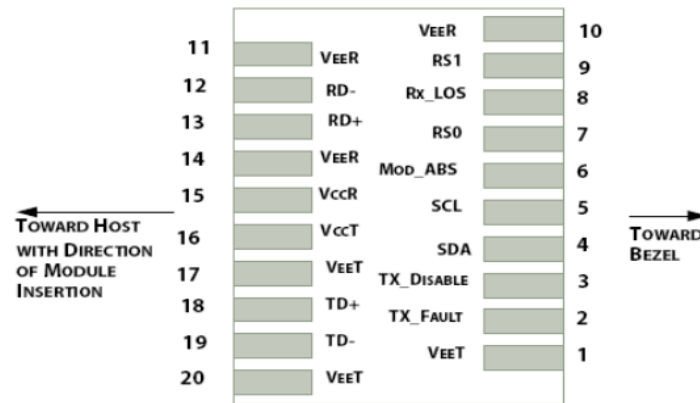 11 VEER
12 RD-
13 RD+
14 VEER
15 VCCR
16 VCCT
17 VEET
18 TD+
19 TD-
20 VEET
VEER 10
RS1 9
RX_LOS 8
RS0 7
MOD_ABS 6
SCL 5
SDA 4
TX_DISABLE 3
TX_FAULT 2
VEET 1
TOWARD HOST
WITH DIRECTION
OF MODULE
INSERTION
TOWARD
BEZEL